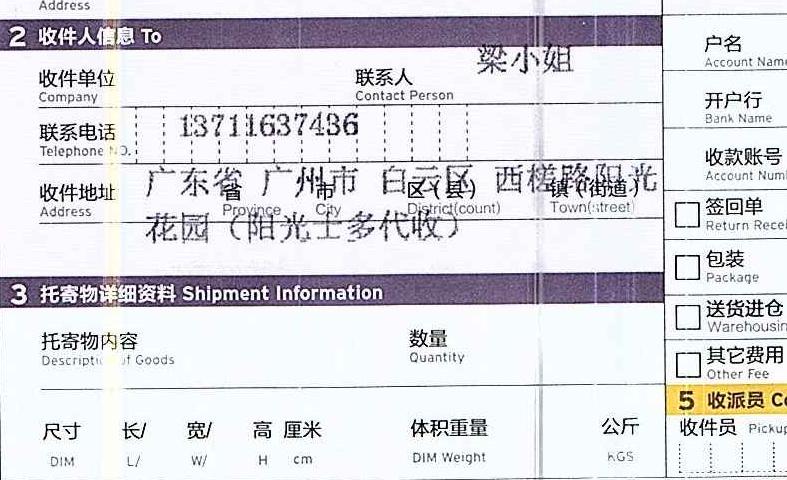 Address
2 收件人信息 To
梁小姐
收件单位 联系人
Company Contact Person
联系电话 13711637436
Telephone NO.
收件地址 广东省 广州市 白云区 西槎路阳光
省 市 区(县) 镇(街道)
Address Province City District(count) Town(street)
花园(阳光士多代收)
3 托寄物详细资料 Shipment Information
托寄物内容 数量
Description of Goods Quantity
尺寸 长/ 宽/ 高 厘米 体积重量 公斤
DIM L/ W/ H cm DIM Weight KGS
户名
Account Name
开户行
Bank Name
收款账号
Account Num
签回单
Return Recei
包装
Package
送货进仓
Warehousin
其它费用
Other Fee
5 收派员 Co
收件员 Pickup